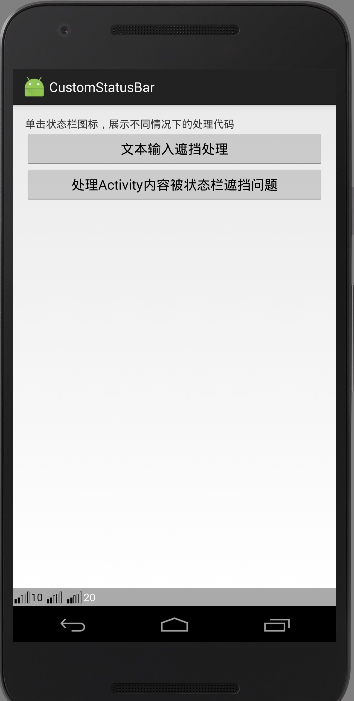 CustomStatusBar
单击状态栏图标，展示不同情况下的处理代码
文本输入遮挡处理
处理Activity内容被状态栏遮挡问题
10 20